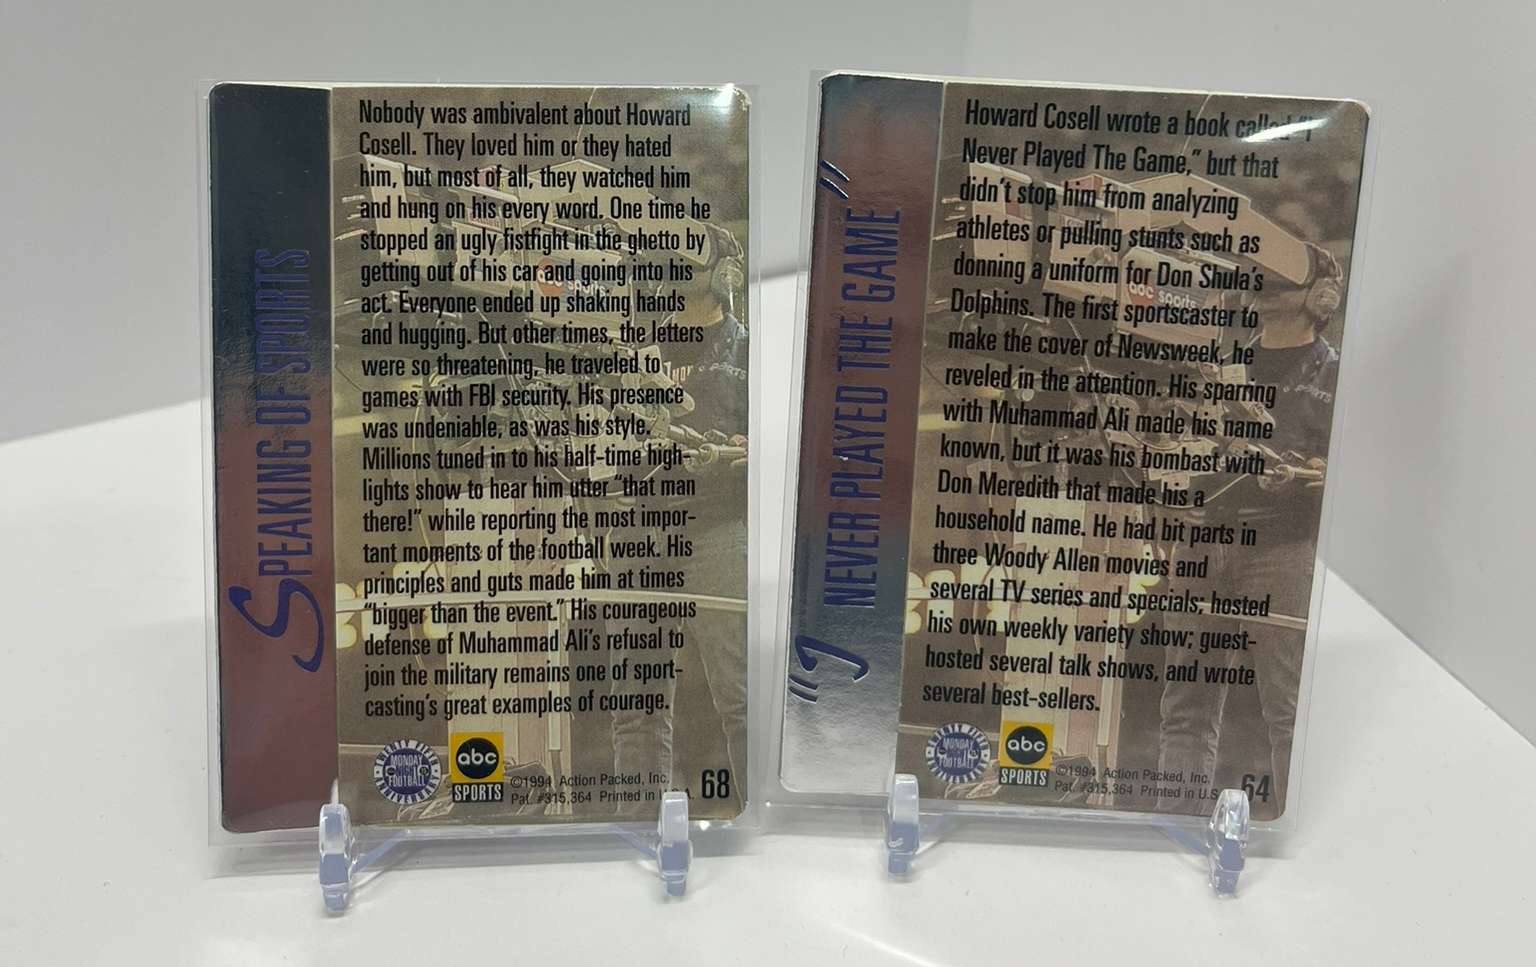 SPEAKING OF SPORTS
Nobody was ambivalent about Howard
Cosell. They loved him or they hated
him, but most of all, they watched him
and hung on his every word. One time he
stopped an ugly fistfight in the ghetto by
getting out of his car and going into his
act. Everyone ended up shaking hands
and hugging. But other times, the letters
were so threatening, he traveled to
games with FBI security. His presence
was undeniable, as was his style.
Millions tuned in to his half-time high-
lights show to hear him utter "that man
there!" while reporting the most impor-
tant moments of the football week. His
principles and guts made him at times
"bigger than the event." His courageous
defense of Muhammad Ali's refusal to
join the military remains one of sport-
casting's great examples of courage.
TWENTY FIFTH
MONDAY
NIGHT
FOOTBALL
ANNIVERSARY
abc
SPORTS
©1994 Action Packed, Inc.
Pat. #315,364 Printed in U.S.A.
68
abc sports
"I NEVER PLAYED THE GAME"
Howard Cosell wrote a book called "I
Never Played The Game," but that
didn't stop him from analyzing
athletes or pulling stunts such as
donning a uniform for Don Shula's
Dolphins. The first sportscaster to
make the cover of Newsweek, he
reveled in the attention. His sparring
with Muhammad Ali made his name
known, but it was his bombast with
Don Meredith that made his a
household name. He had bit parts in
three Woody Allen movies and
several TV series and specials; hosted
his own weekly variety show; guest-
hosted several talk shows, and wrote
several best-sellers.
MONDAY
NIGHT
FOOTBALL
abc
SPORTS
©1994 Action Packed, Inc.
Pat. #315,364 Printed in U.S.
64
abc sports